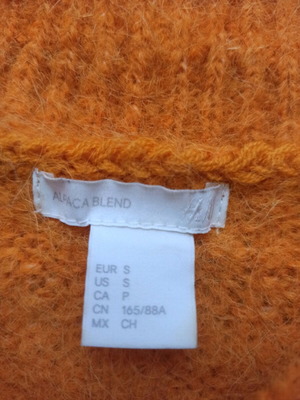 ALPACA BLEND
EUR S
US S
CA P
CN 165/88A
MX CH